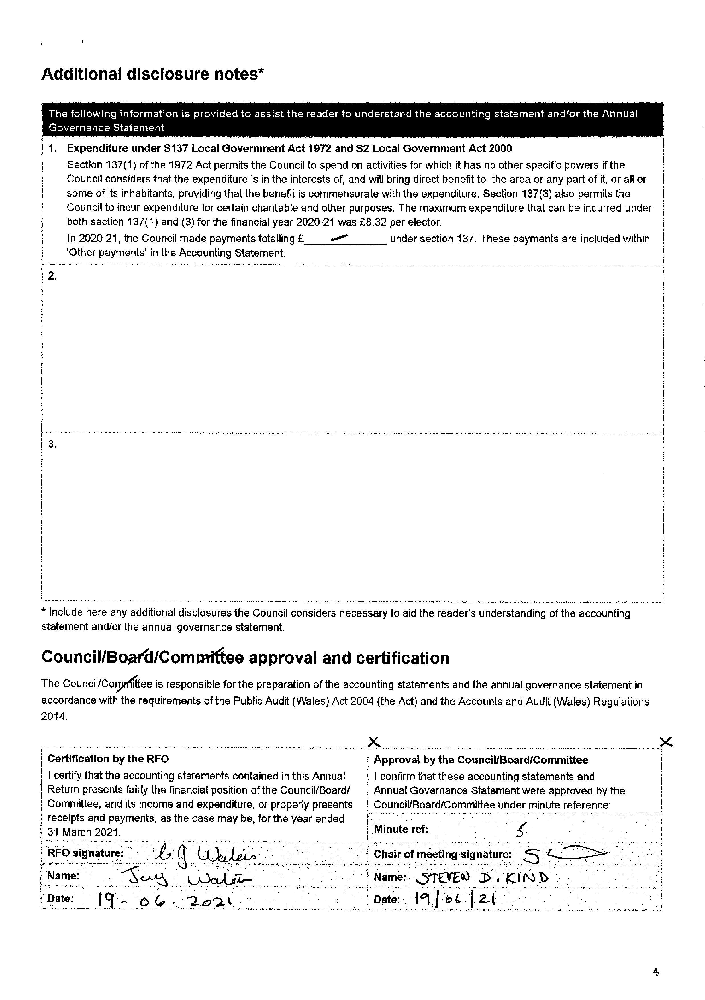 Additional disclosure notes*
The following information is provided to assist the reader to understand the accounting statement and/or the Annual
Governance Statement
1. Expenditure under S137 Local Government Act 1972 and S2 Local Government Act 2000
Section 137(1) of the 1972 Act permits the Council to spend on activities for which it has no other specific powers if the
Council considers that the expenditure is in the interests of, and will bring direct benefit to, the area or any part of it, or all or
some of its inhabitants, providing that the benefit is commensurate with the expenditure. Section 137(3) also permits the
Council to incur expenditure for certain charitable and other purposes. The maximum expenditure that can be incurred under
both section 137(1) and (3) for the financial year 2020-21 was £8.32 per elector.
In 2020-21, the Council made payments totalling £ — under section 137. These payments are included within
'Other payments' in the Accounting Statement.
2.
3.
* Include here any additional disclosures the Council considers necessary to aid the reader's understanding of the accounting
statement and/or the annual governance statement.
Council/Board/Committee approval and certification
The Council/Committee is responsible for the preparation of the accounting statements and the annual governance statement in
accordance with the requirements of the Public Audit (Wales) Act 2004 (the Act) and the Accounts and Audit (Wales) Regulations
2014.
X X
Certification by the RFO
I certify that the accounting statements contained in this Annual
Return presents fairly the financial position of the Council/Board/
Committee, and its income and expenditure, or properly presents
receipts and payments, as the case may be, for the year ended
31 March 2021.
RFO signature:
Name:
Date: 19-06.2021
Approval by the Council/Board/Committee
I confirm that these accounting statements and
Annual Governance Statement were approved by the
Council/Board/Committee under minute reference:
Minute ref: 5
Chair of meeting signature:
Name: STEVEN D. KIND
Date: 19/06/21
4